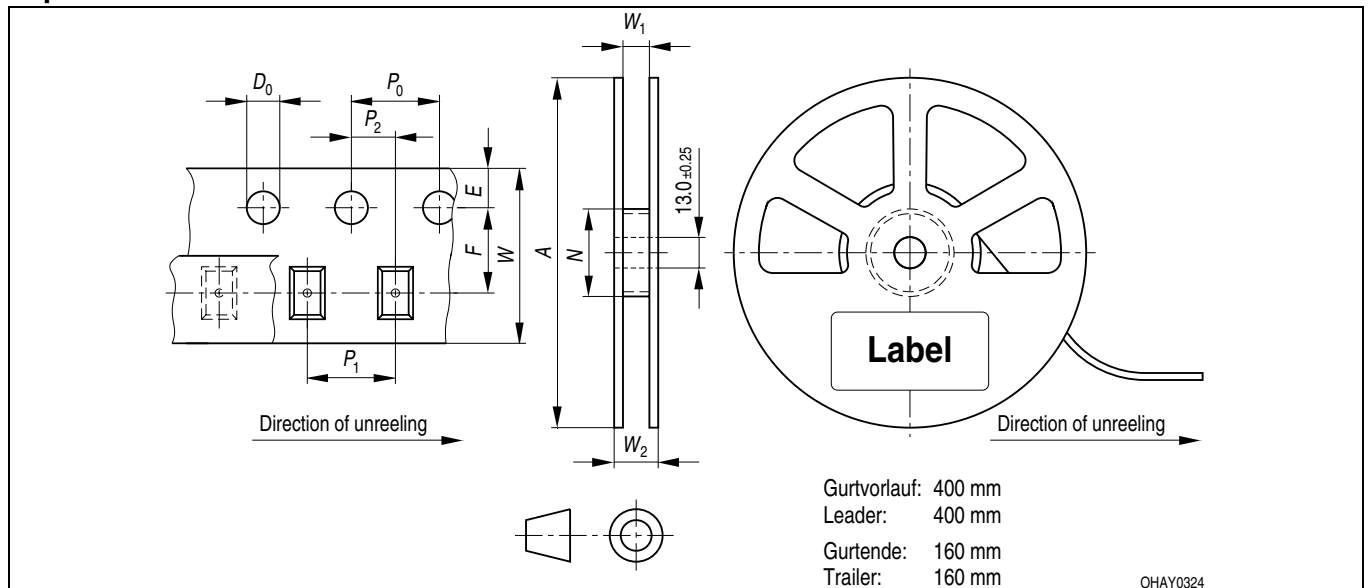 W1
D0
P0
P2
E
F
W
A
N
13.0 ±0.25
P1
W2
Label
Direction of unreeling
Direction of unreeling
Gurtvorlauf: 400 mm
Leader: 400 mm
Gurtende: 160 mm
Trailer: 160 mm
OHAY0324